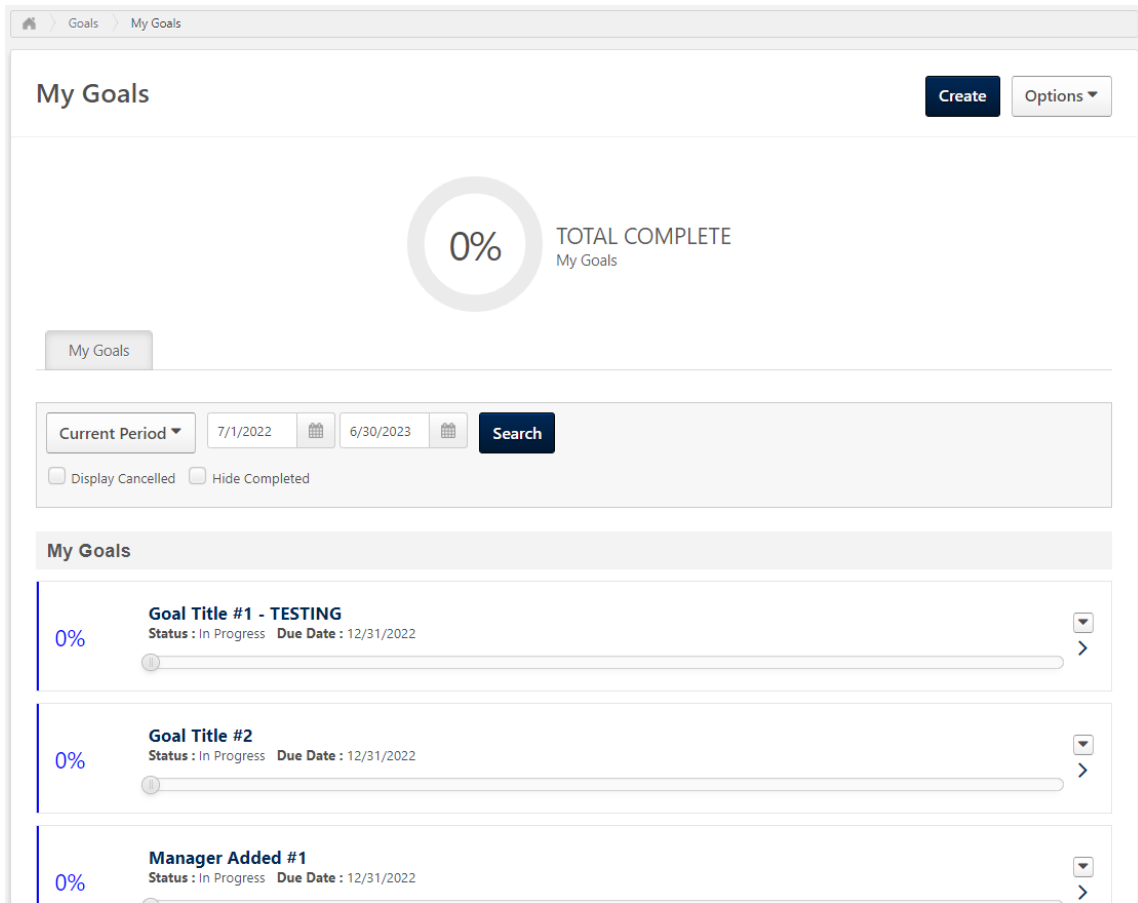 Goals My Goals
My Goals
Create Options
0% TOTAL COMPLETE
My Goals
My Goals
Current Period 7/1/2022 6/30/2023 Search
Display Cancelled Hide Completed
My Goals
Goal Title #1 - TESTING
0% Status : In Progress Due Date : 12/31/2022
Goal Title #2
0% Status : In Progress Due Date : 12/31/2022
Manager Added #1
0% Status : In Progress Due Date : 12/31/2022